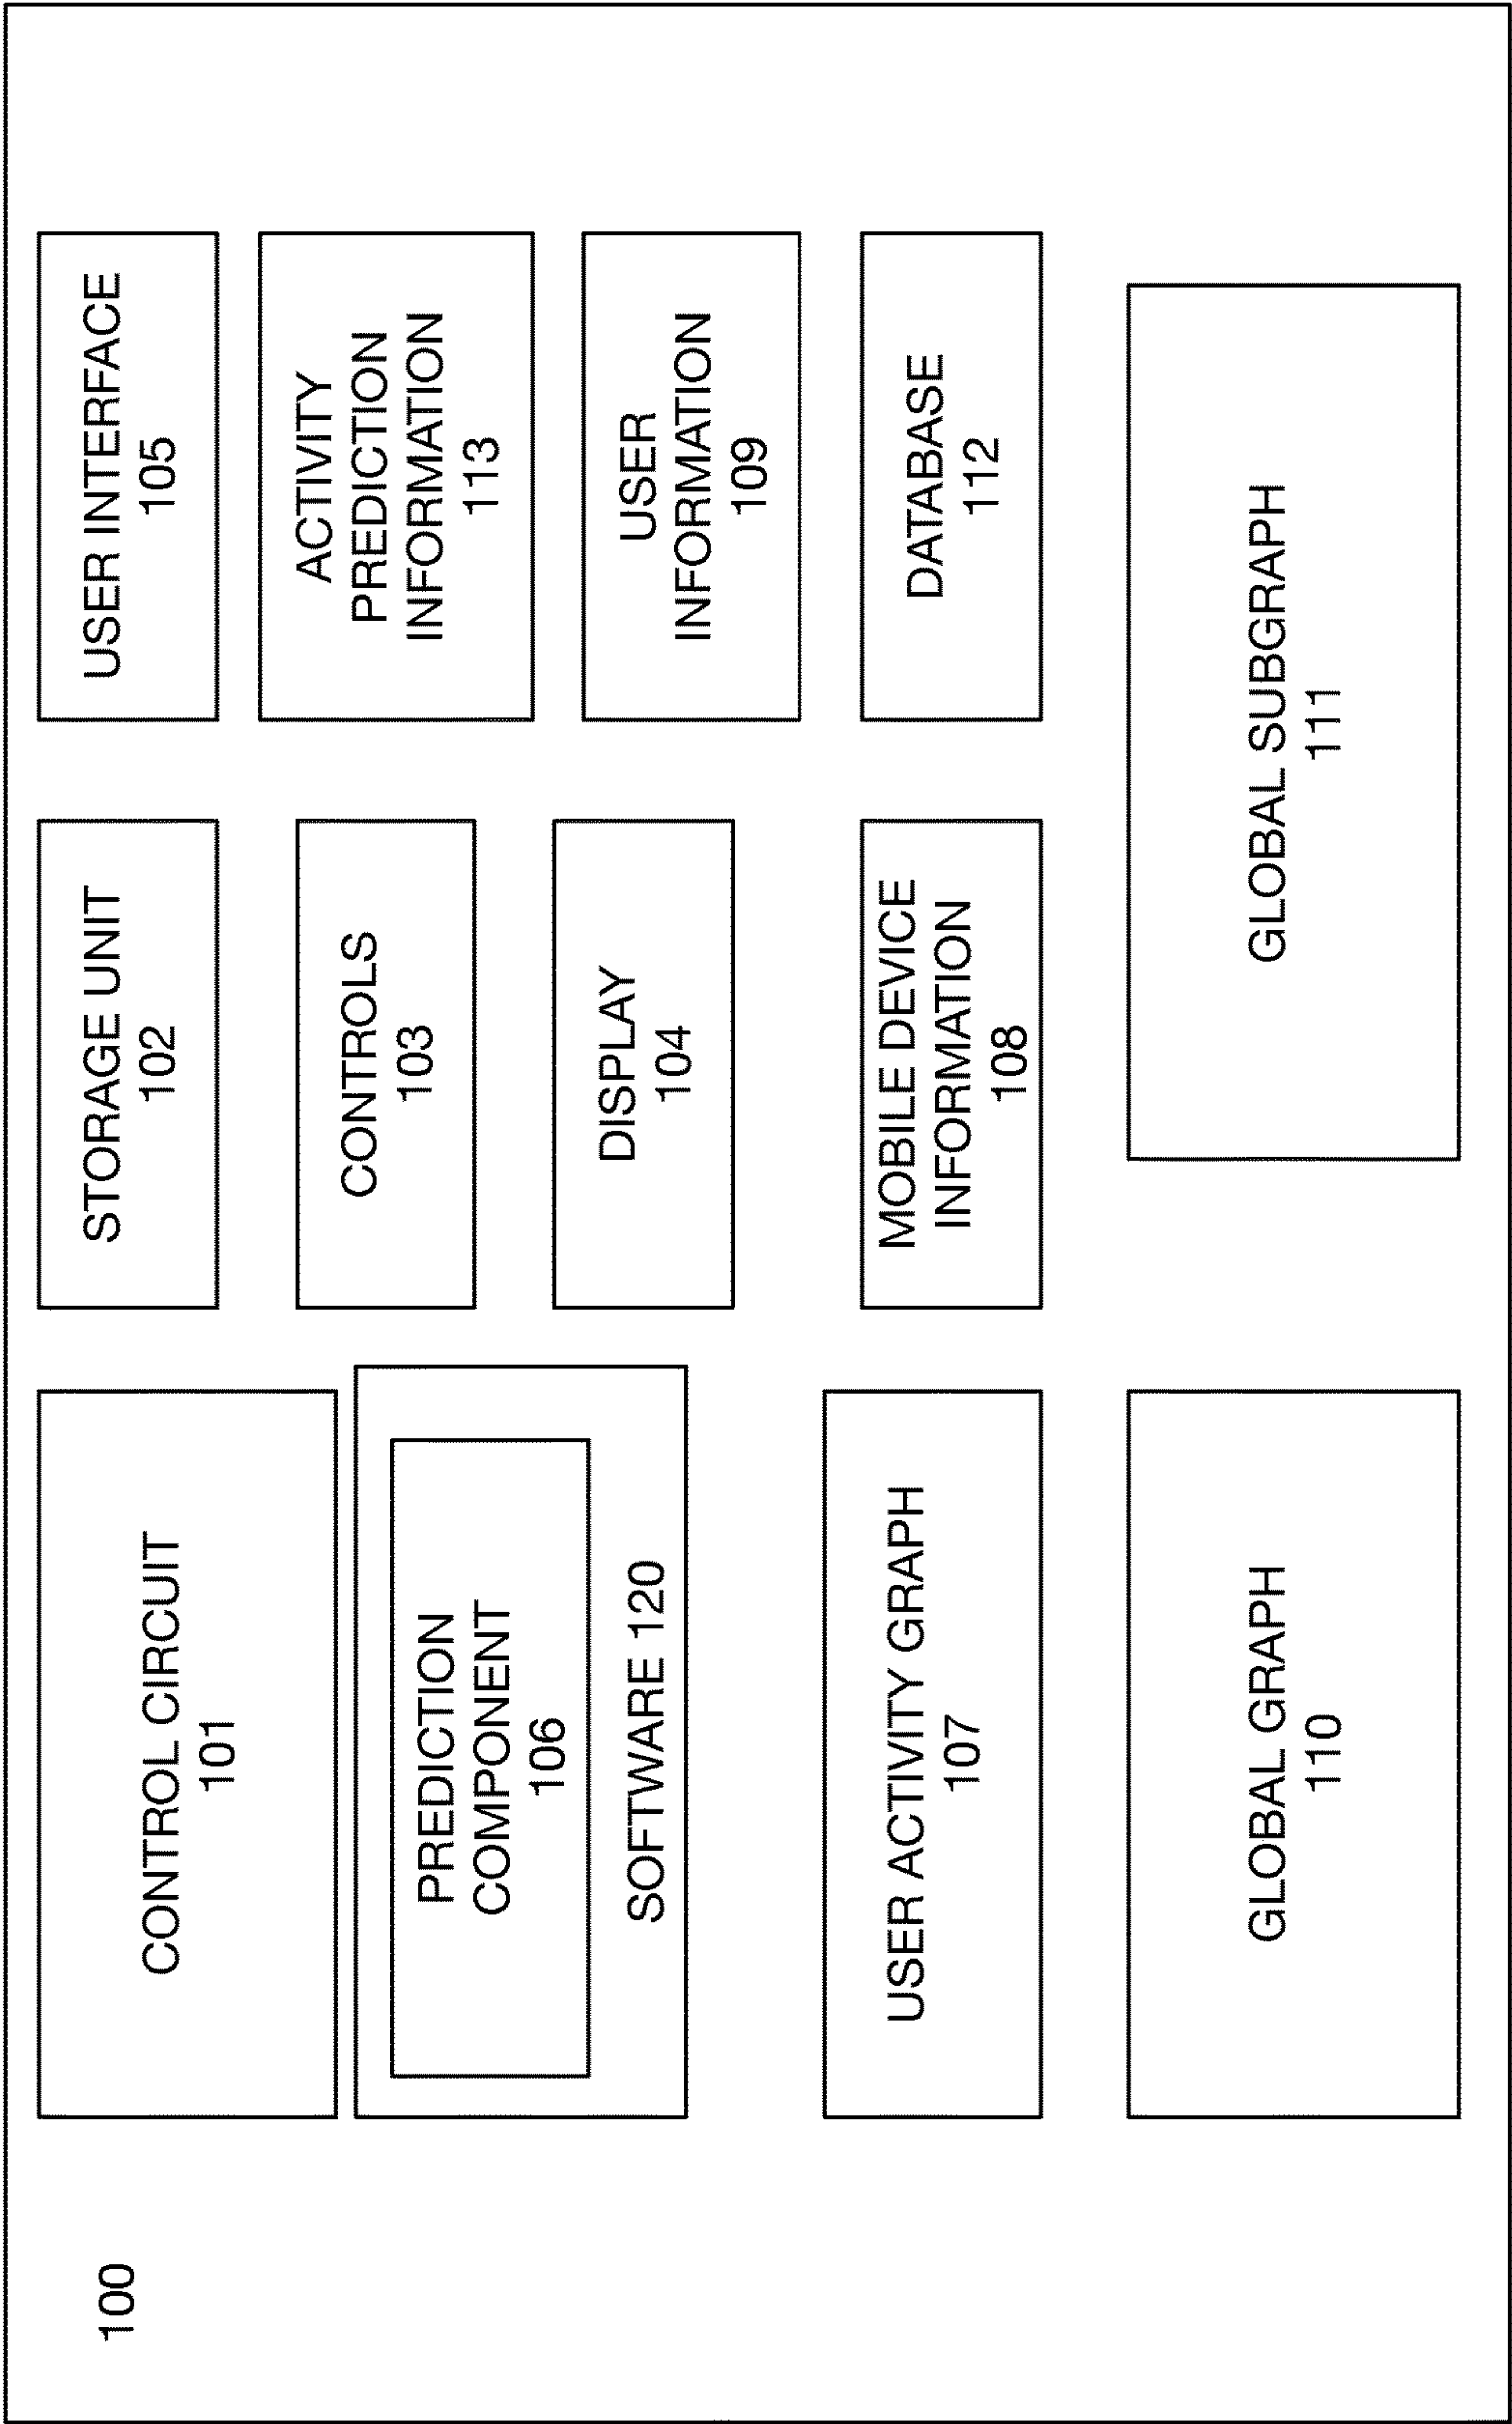 100
CONTROL CIRCUIT
101
STORAGE UNIT
102
USER INTERFACE
105
PREDICTION
COMPONENT
106
SOFTWARE 120
CONTROLS
103
ACTIVITY
PREDICTION
INFORMATION
113
DISPLAY
104
USER
INFORMATION
109
USER ACTIVITY GRAPH
107
MOBILE DEVICE
INFORMATION
108
DATABASE
112
GLOBAL GRAPH
110
GLOBAL SUBGRAPH
111